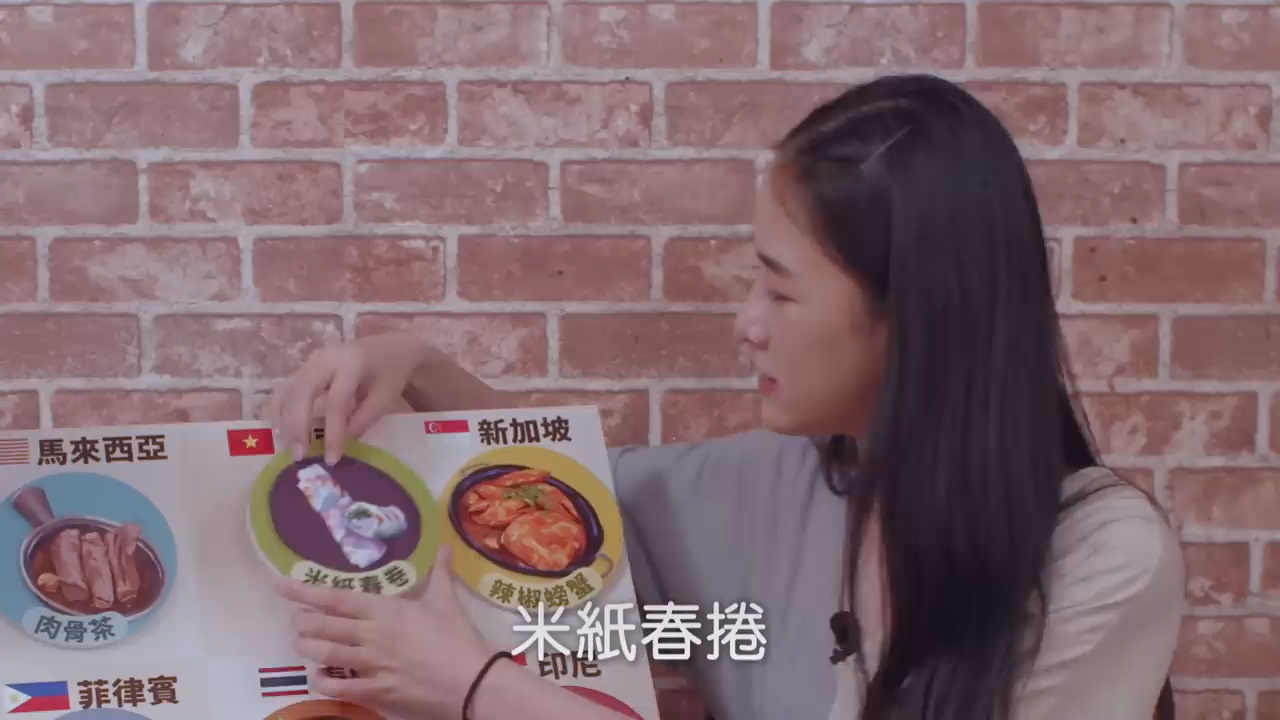 馬來西亞
新加坡
米紙春捲
辣椒螃蟹
肉骨茶
米紙春捲
印尼
菲律賓